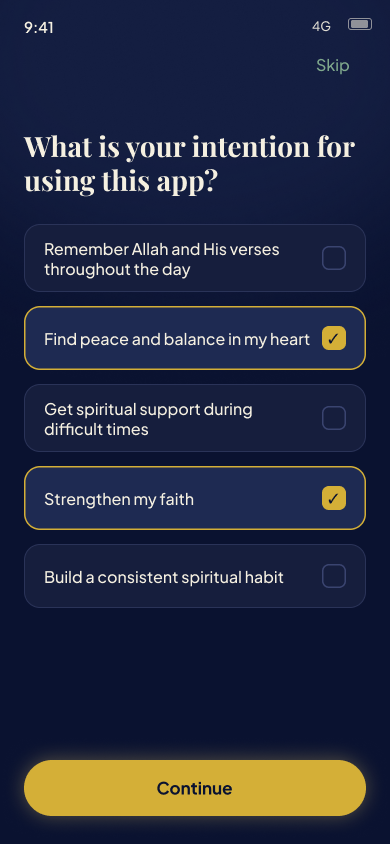 9:41
4G
Skip
What is your intention for
using this app?
Remember Allah and His verses
throughout the day
Find peace and balance in my heart
✓
Get spiritual support during
difficult times
Strengthen my faith
✓
Build a consistent spiritual habit
Continue